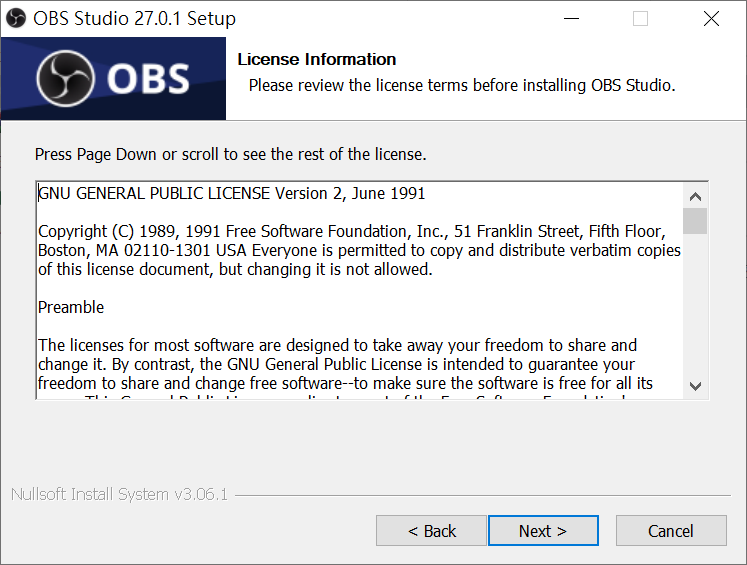 OBS Studio 27.0.1 Setup
OBS
License Information
Please review the license terms before installing OBS Studio.
Press Page Down or scroll to see the rest of the license.
GNU GENERAL PUBLIC LICENSE Version 2, June 1991
Copyright (C) 1989, 1991 Free Software Foundation, Inc., 51 Franklin Street, Fifth Floor,
Boston, MA 02110-1301 USA Everyone is permitted to copy and distribute verbatim copies
of this license document, but changing it is not allowed.
Preamble
The licenses for most software are designed to take away your freedom to share and
change it. By contrast, the GNU General Public License is intended to guarantee your
freedom to share and change free software--to make sure the software is free for all its
Nullsoft Install System v3.06.1
< Back
Next >
Cancel